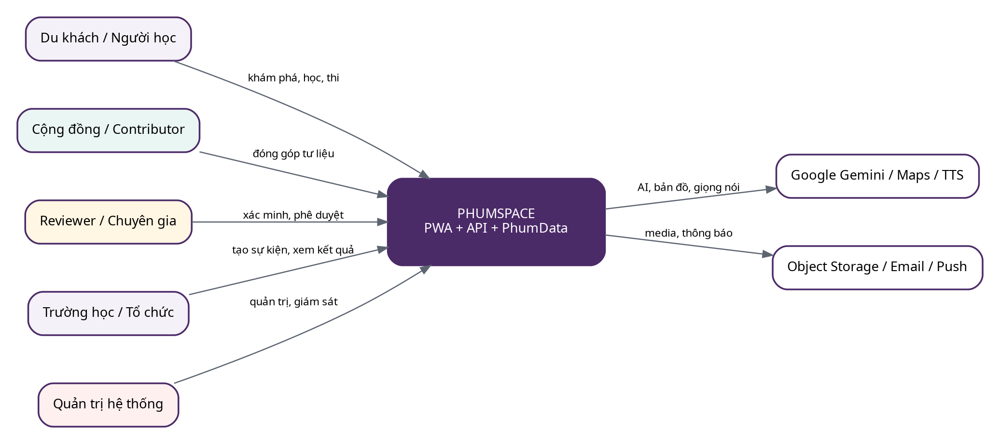 Du khách / Người học
khám phá, học, thi
Cộng đồng / Contributor
đóng góp tư liệu
Reviewer / Chuyên gia
xác minh, phê duyệt
Trường học / Tổ chức
tạo sự kiện, xem kết quả
Quản trị hệ thống
quản trị, giám sát
PHUMSPACE
PWA + API + PhumData
AI, bản đồ, giọng nói
Google Gemini / Maps / TTS
media, thông báo
Object Storage / Email / Push